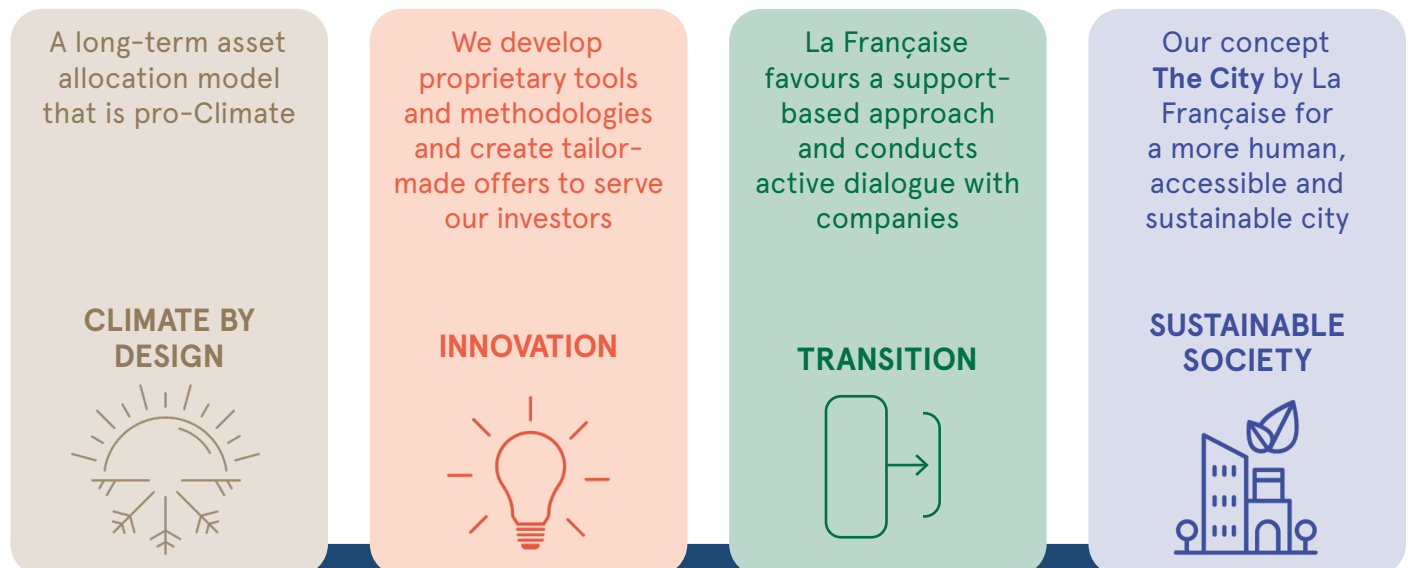 A long-term asset
allocation model
that is pro-Climate
CLIMATE BY
DESIGN
We develop
proprietary tools
and methodologies
and create tailor-
made offers to serve
our investors
INNOVATION
La Française
favours a support-
based approach
and conducts
active dialogue with
companies
TRANSITION
Our concept
The City by La
Française for
a more human,
accessible and
sustainable city
SUSTAINABLE
SOCIETY